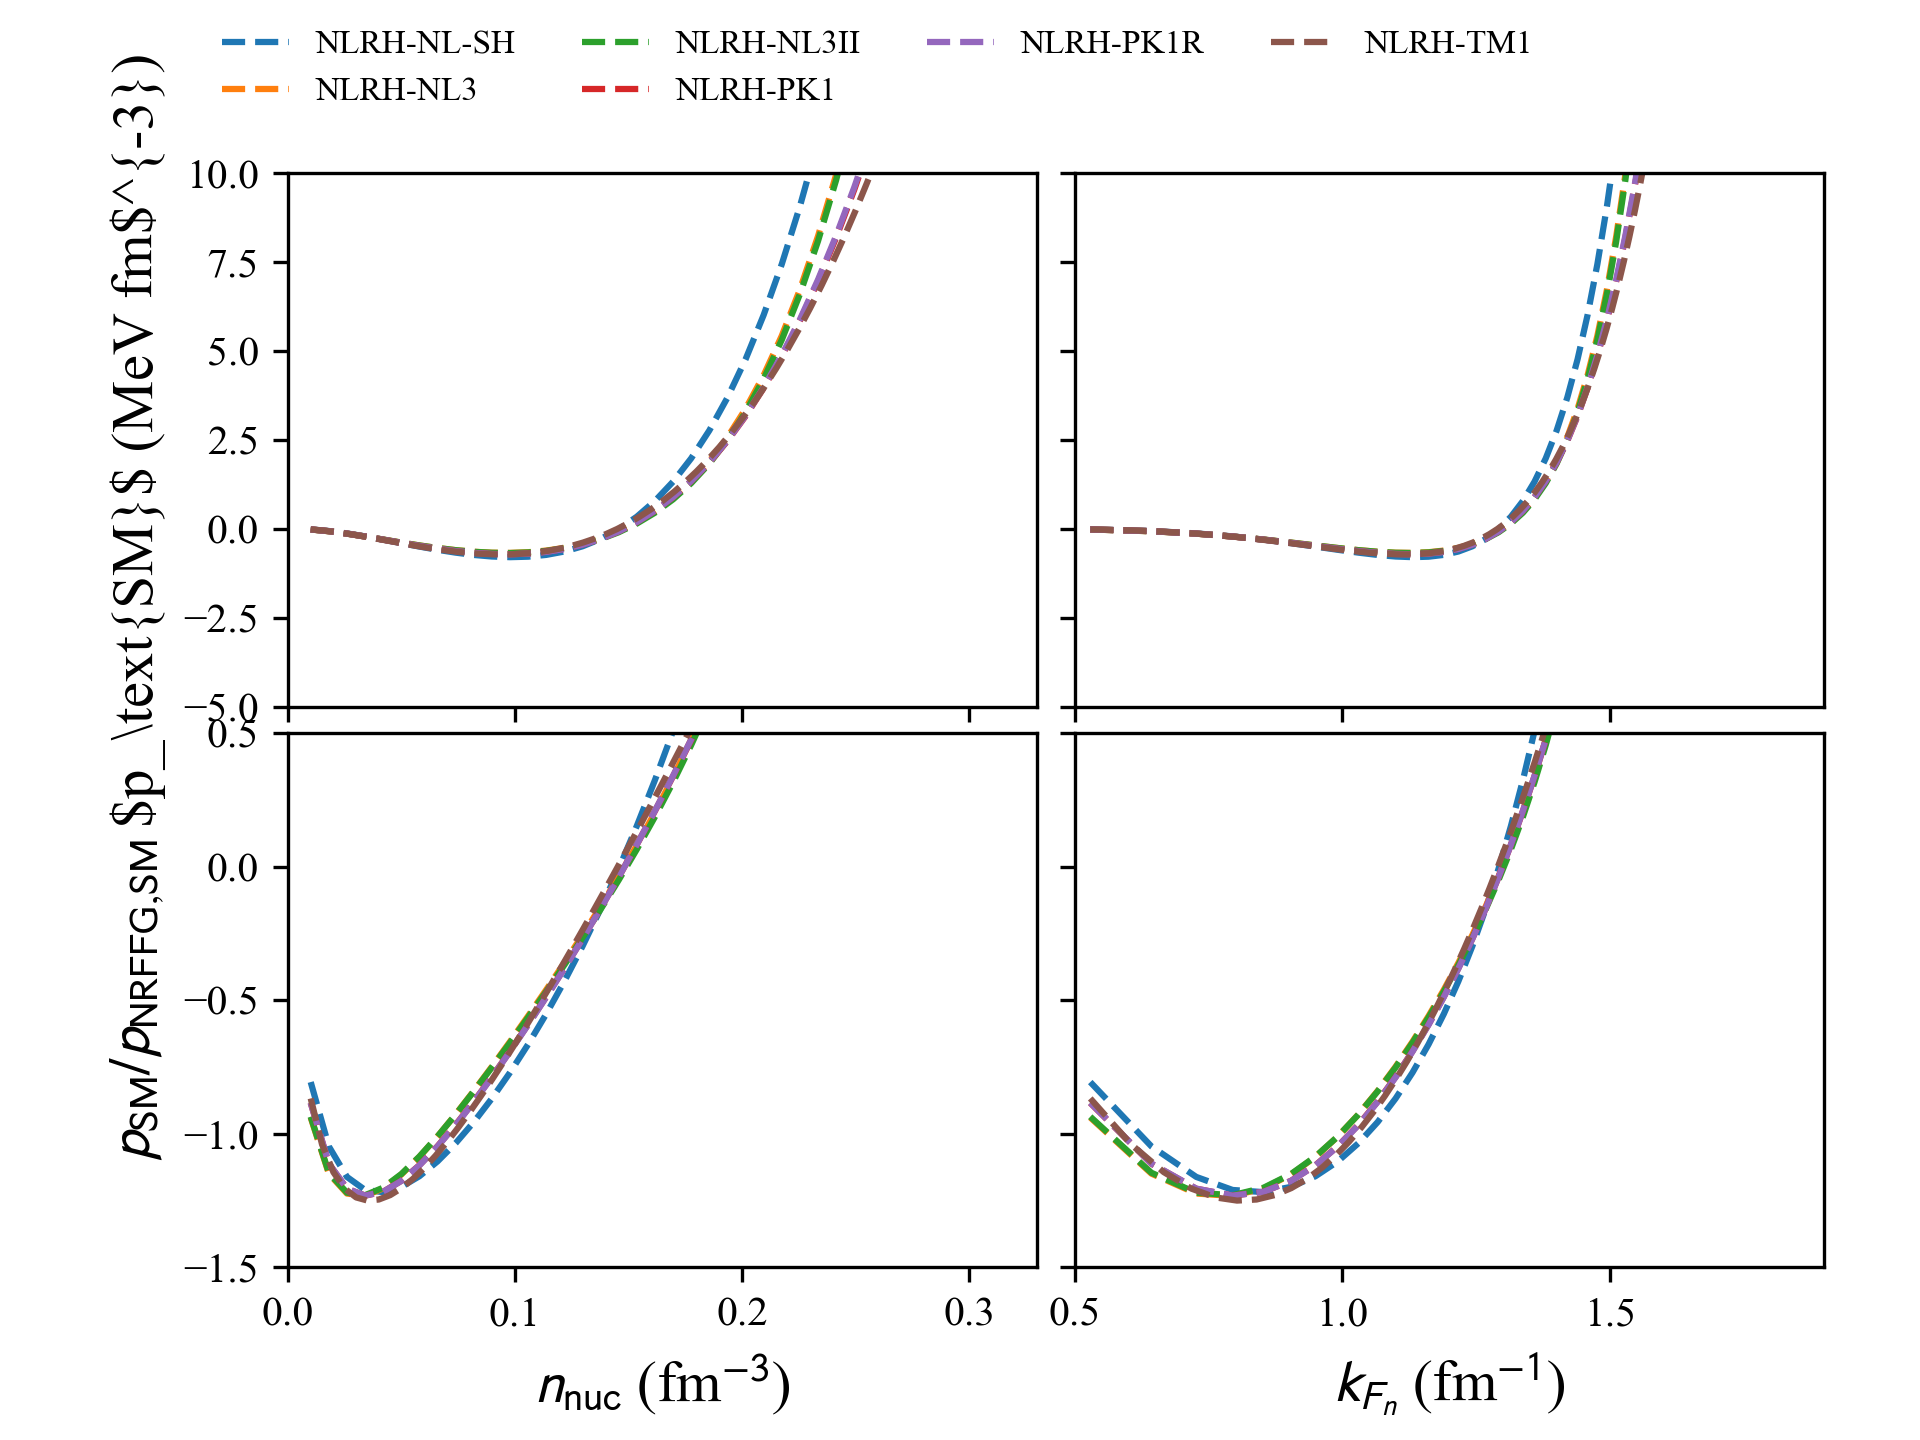 NLRH-NL-SH NLRH-NL3II NLRH-PK1R NLRH-TM1
NLRH-NL3 NLRH-PK1
$p_\text{SM}$ (MeV fm$^{-3})
10.0
7.5
5.0
2.5
0.0
−2.5
−5.0
p_SM/p_NRFFG,SM
0.5
0.0
−0.5
−1.0
−1.5
0.0 0.1 0.2 0.3 0.5 1.0 1.5
n_nuc (fm⁻³) k_Fₙ (fm⁻¹)